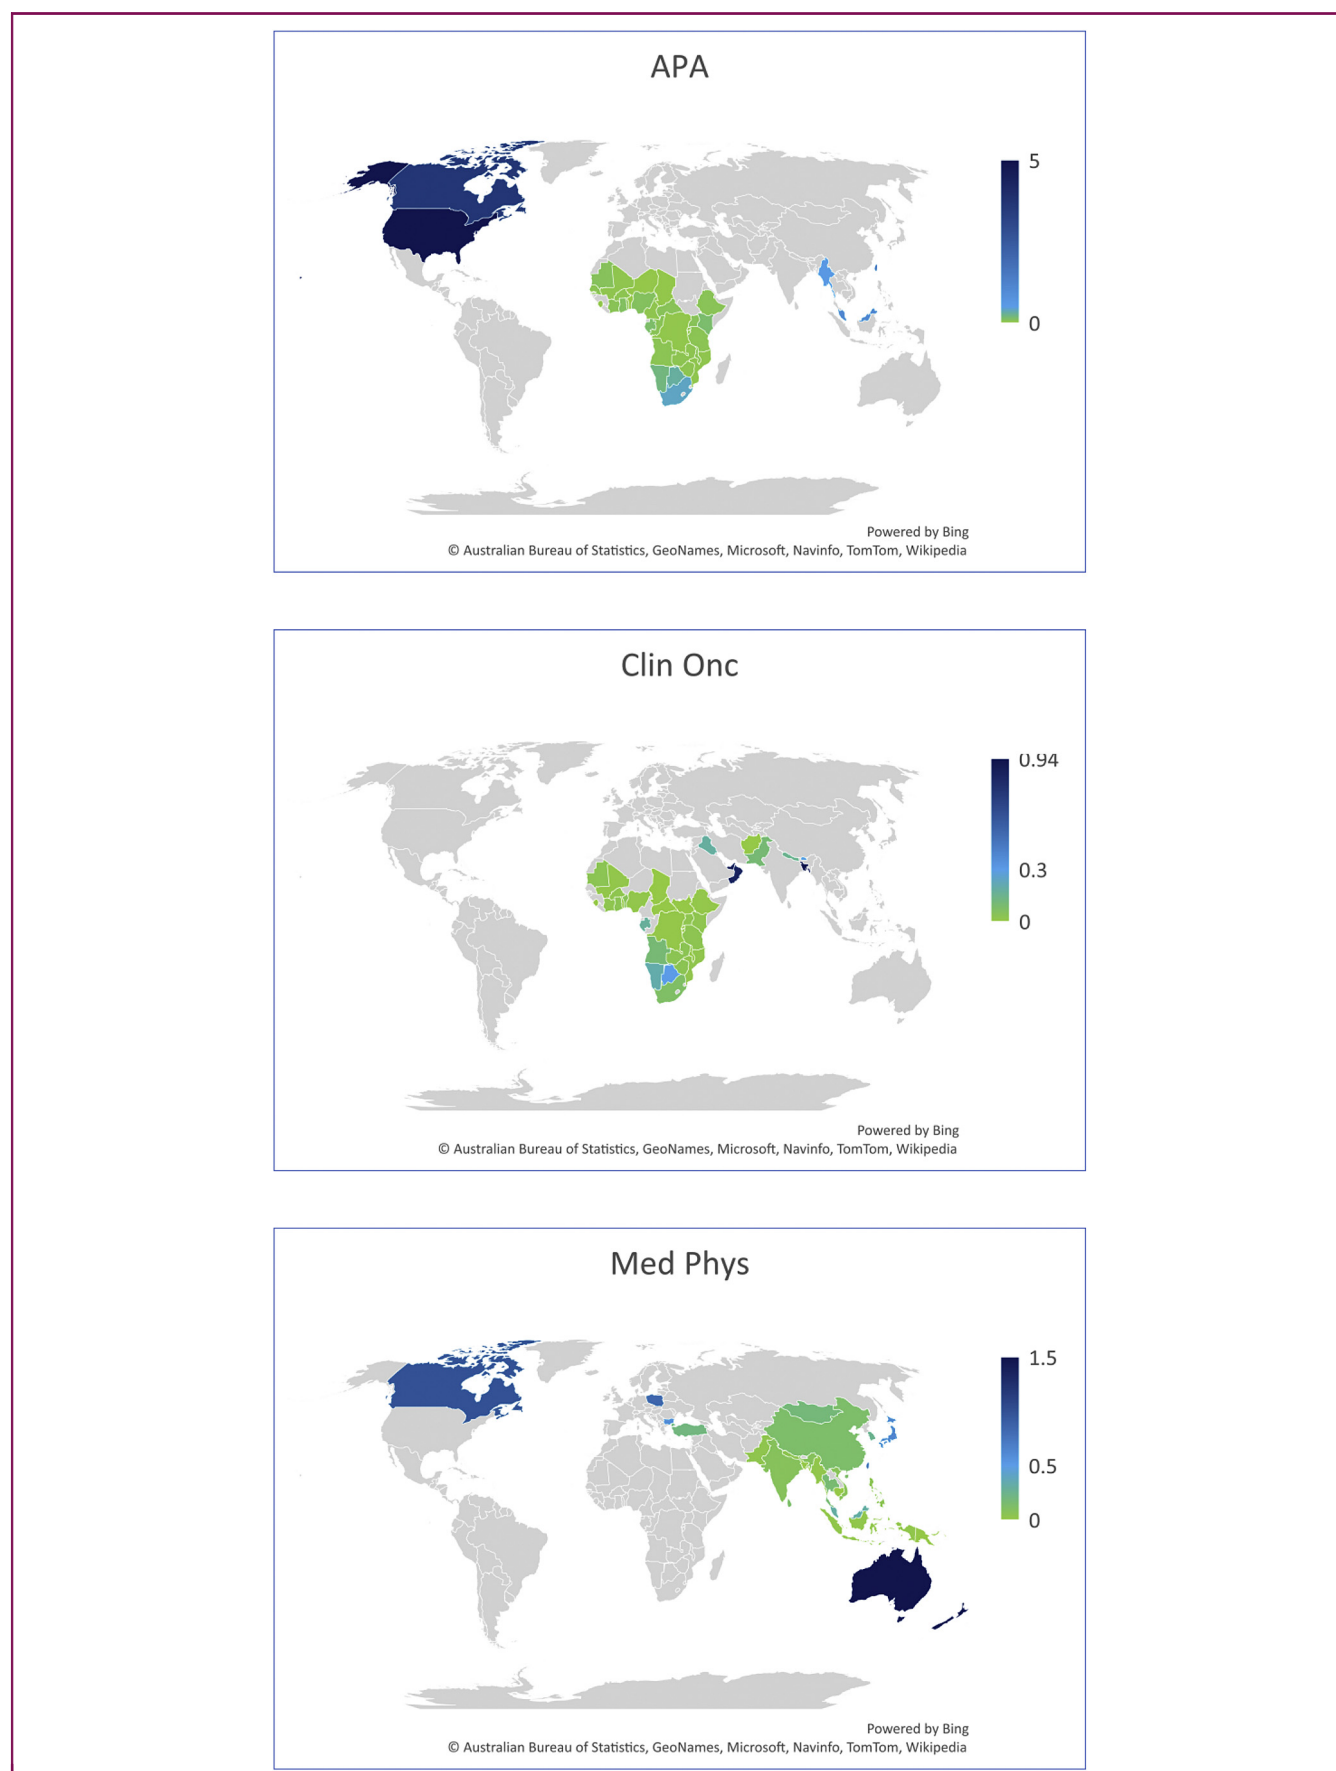 APA
5
0
Powered by Bing
© Australian Bureau of Statistics, GeoNames, Microsoft, Navinfo, TomTom, Wikipedia
Clin Onc
0.94
0.3
0
Powered by Bing
© Australian Bureau of Statistics, GeoNames, Microsoft, Navinfo, TomTom, Wikipedia
Med Phys
1.5
0.5
0
Powered by Bing
© Australian Bureau of Statistics, GeoNames, Microsoft, Navinfo, TomTom, Wikipedia